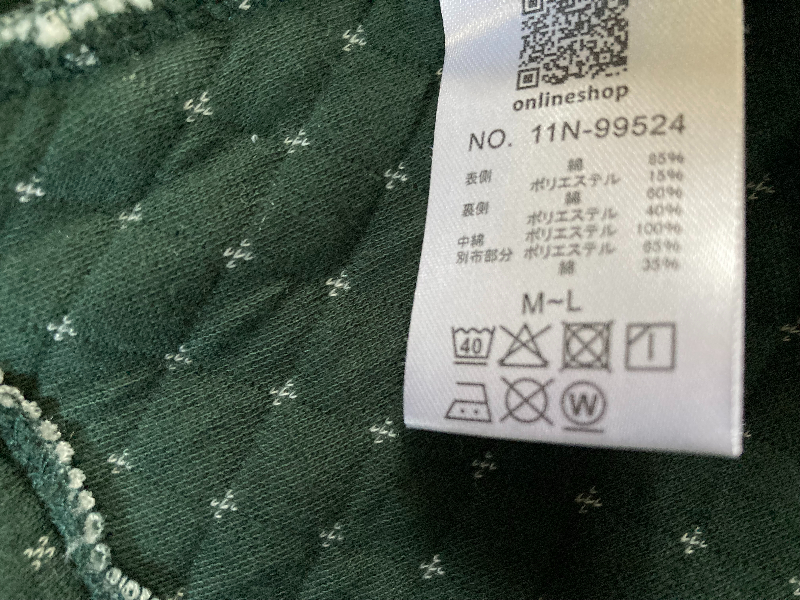 onlineshop
NO. 11N-99524
表側 綿 85%
ポリエステル 15%
裏側 綿 60%
ポリエステル 40%
中綿 ポリエステル 100%
別布部分 ポリエステル 65%
綿 35%
M~L
40
W